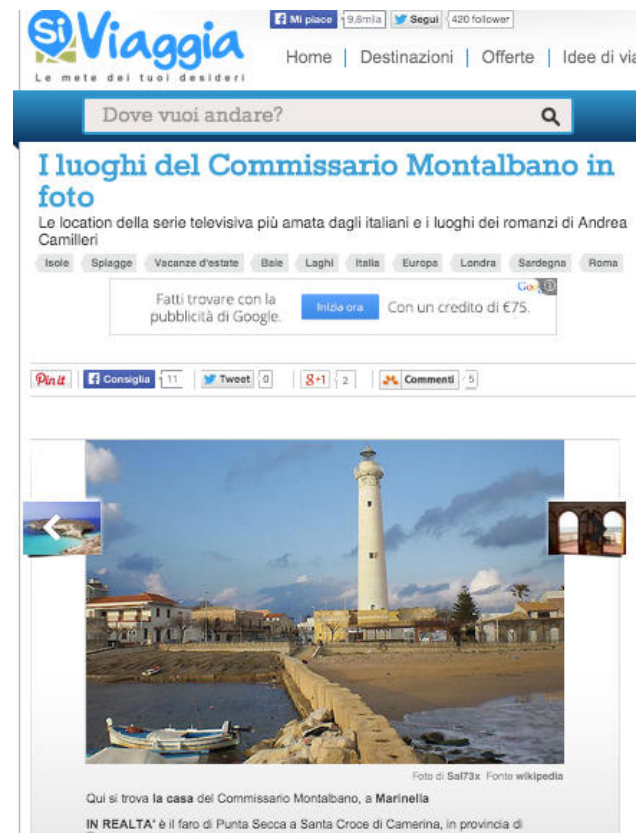 SiViaggia
Le mete dei tuoi desideri
Mi piace 9,8mila Segui 420 follower
Home | Destinazioni | Offerte | Idee di via
Dove vuoi andare?
I luoghi del Commissario Montalbano in
foto
Le location della serie televisiva più amata dagli italiani e i luoghi dei romanzi di Andrea
Camilleri
Isole Spiagge Vacanze d'estate Baie Laghi Italia Europa Londra Sardegna Roma
Fatti trovare con la
pubblicità di Google.
Inizia ora
Con un credito di €75.
Pin it Consiglia 11 Tweet 0 g+1 2 Commenti 5
Foto di Sal73x Fonte wikipedia
Qui si trova la casa del Commissario Montalbano, a Marinella
IN REALTA' è il faro di Punta Secca a Santa Croce di Camerina, in provincia di